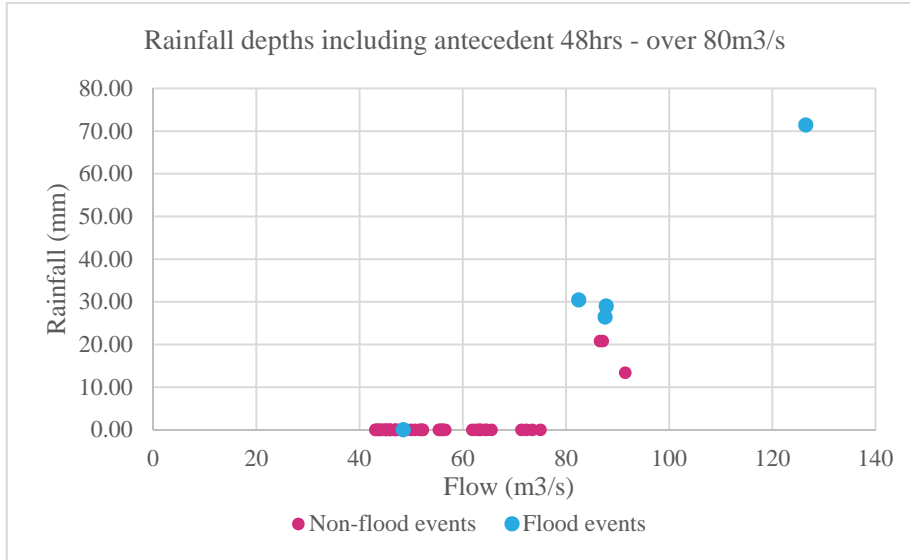 Rainfall depths including antecedent 48hrs - over 80m3/s
80.00
70.00
60.00
50.00
40.00
30.00
20.00
10.00
0.00
Rainfall (mm)
0 20 40 60 80 100 120 140
Flow (m3/s)
Non-flood events Flood events